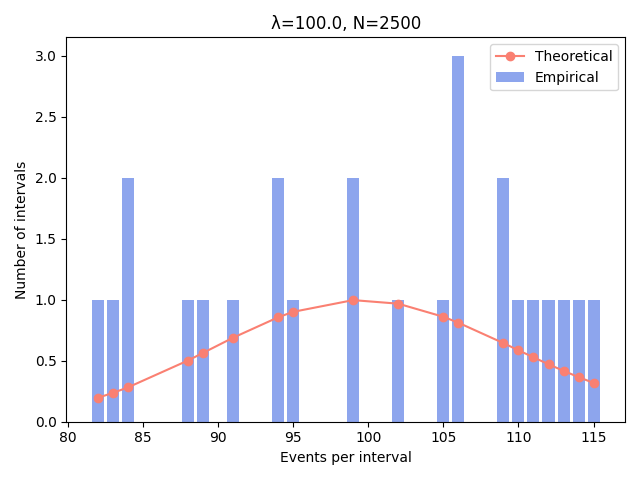 λ=100.0, N=2500
Theoretical
Empirical
Number of intervals
3.0
2.5
2.0
1.5
1.0
0.5
0.0
80 85 90 95 100 105 110 115
Events per interval